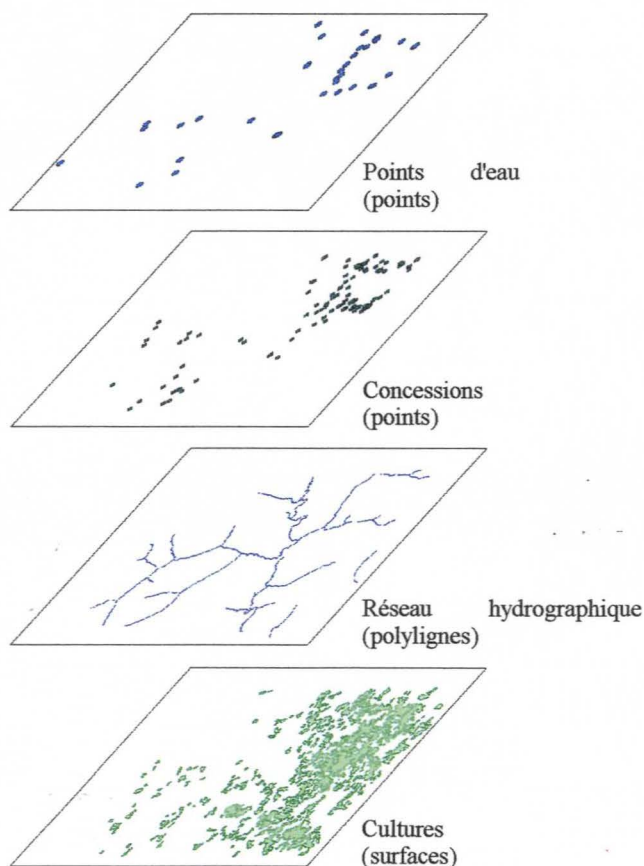 Points d'eau
(points)
Concessions
(points)
Réseau hydrographique
(polylignes)
Cultures
(surfaces)